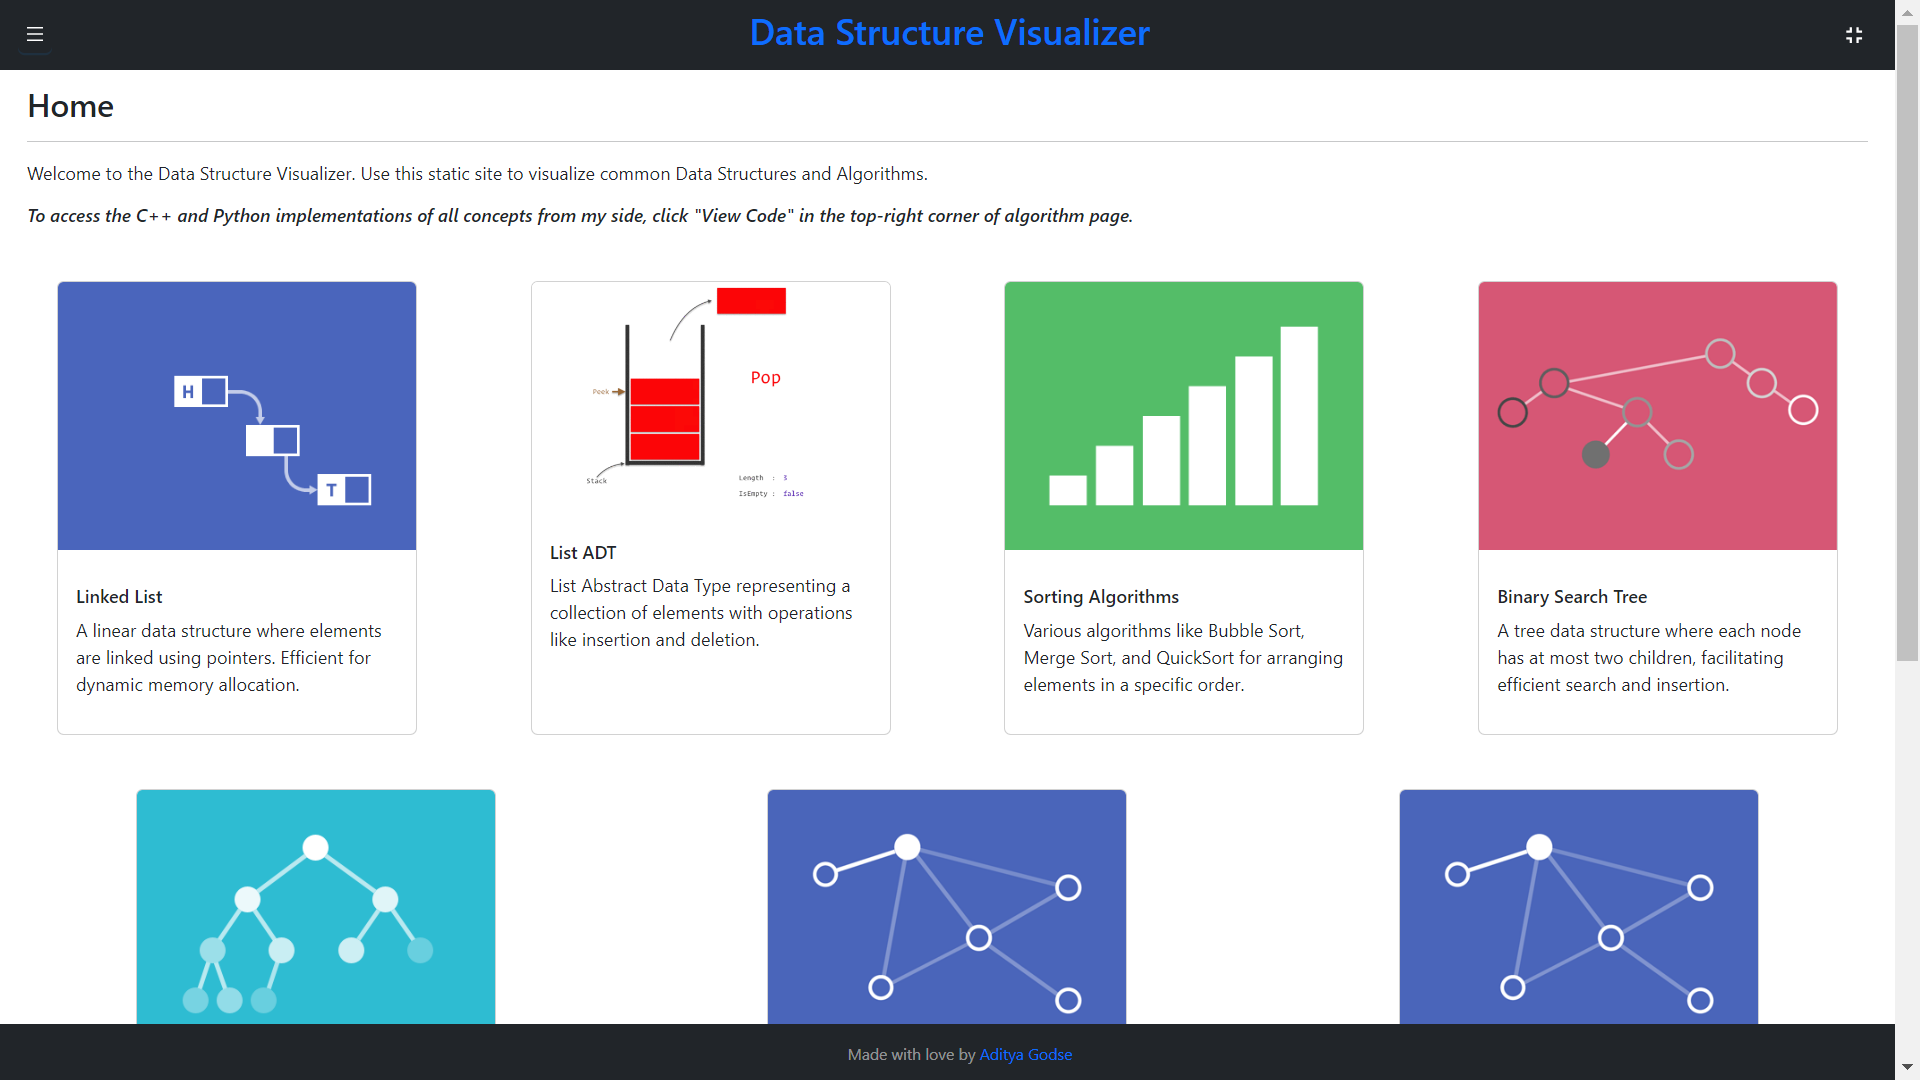 Data Structure Visualizer
Home
Welcome to the Data Structure Visualizer. Use this static site to visualize common Data Structures and Algorithms.
To access the C++ and Python implementations of all concepts from my side, click "View Code" in the top-right corner of algorithm page.
H
T
Linked List
A linear data structure where elements
are linked using pointers. Efficient for
dynamic memory allocation.
Pop
Peek
Stack
Length : 3
IsEmpty : false
List ADT
List Abstract Data Type representing a
collection of elements with operations
like insertion and deletion.
Sorting Algorithms
Various algorithms like Bubble Sort,
Merge Sort, and QuickSort for arranging
elements in a specific order.
Binary Search Tree
A tree data structure where each node
has at most two children, facilitating
efficient search and insertion.
Made with love by Aditya Godse